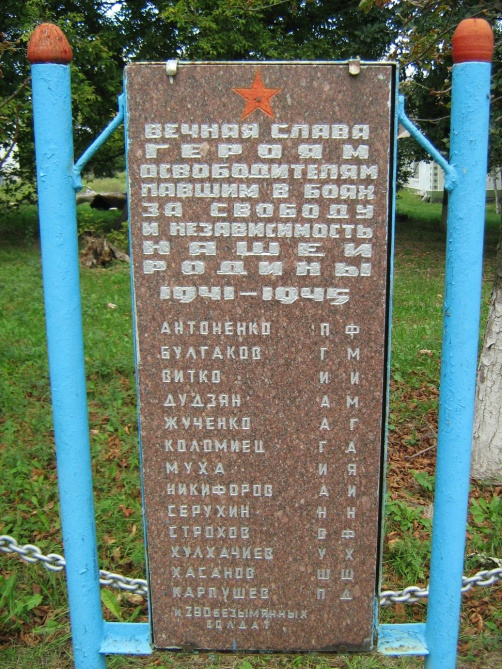 ВЕЧНАЯ СЛАВА
ГЕРОЯМ
ОСВОБОДИТЕЛЯМ
ПАВШИМ В БОЯХ
ЗА СВОБОДУ
И НЕЗАВИСИМОСТЬ
НАШЕЙ
РОДИНЫ
1941-1945
АНТОНЕНКО П Ф
БУЛГАКОВ Г М
ВИТКО И И
ДУДЗЯН А М
ЖУЧЕНКО А Г
КОЛОМИЕЦ Г А
МУХА И Я
НИКИФОРОВ А И
СЕРУХИН Н Н
СТРОХОВ В Ф
ХУЛХАЧИЕВ У Х
ХАСАНОВ Ш Щ
КАРПУШЕВ П Д
И 280 БЕЗЫМЯННЫХ
СОЛДАТ